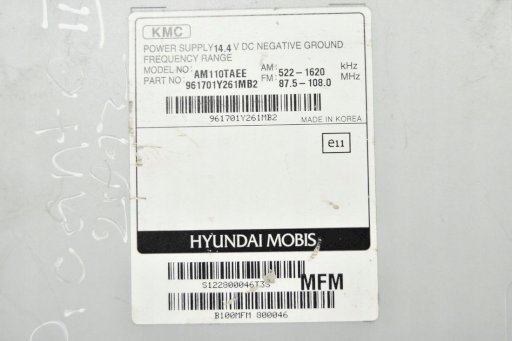 KMC
POWER SUPPLY 14.4 V DC NEGATIVE GROUND
FREQUENCY RANGE
MODEL NO: AM110TAEE AM: 522-1620 KHz
PART NO: 961701Y261MB2 FM: 87.5-108.0 MHz
961701Y261MB2
MADE IN KOREA
e11
HYUNDAI MOBIS
S122800046T3S
MFM
B100MFM 800046